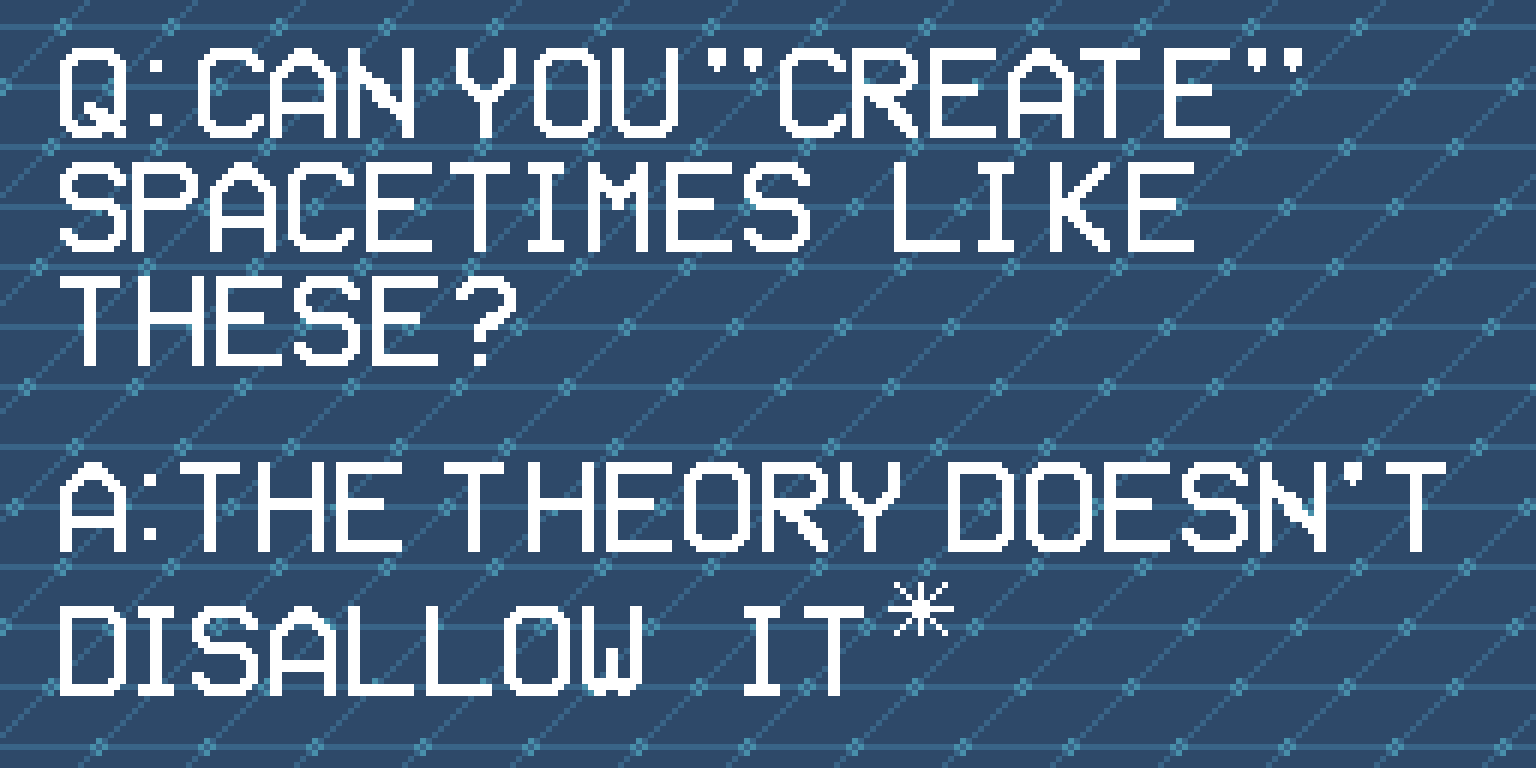 Q: CAN YOU "CREATE"
SPACETIMES LIKE
THESE?
A: THE THEORY DOESN'T
DISALLOW IT*